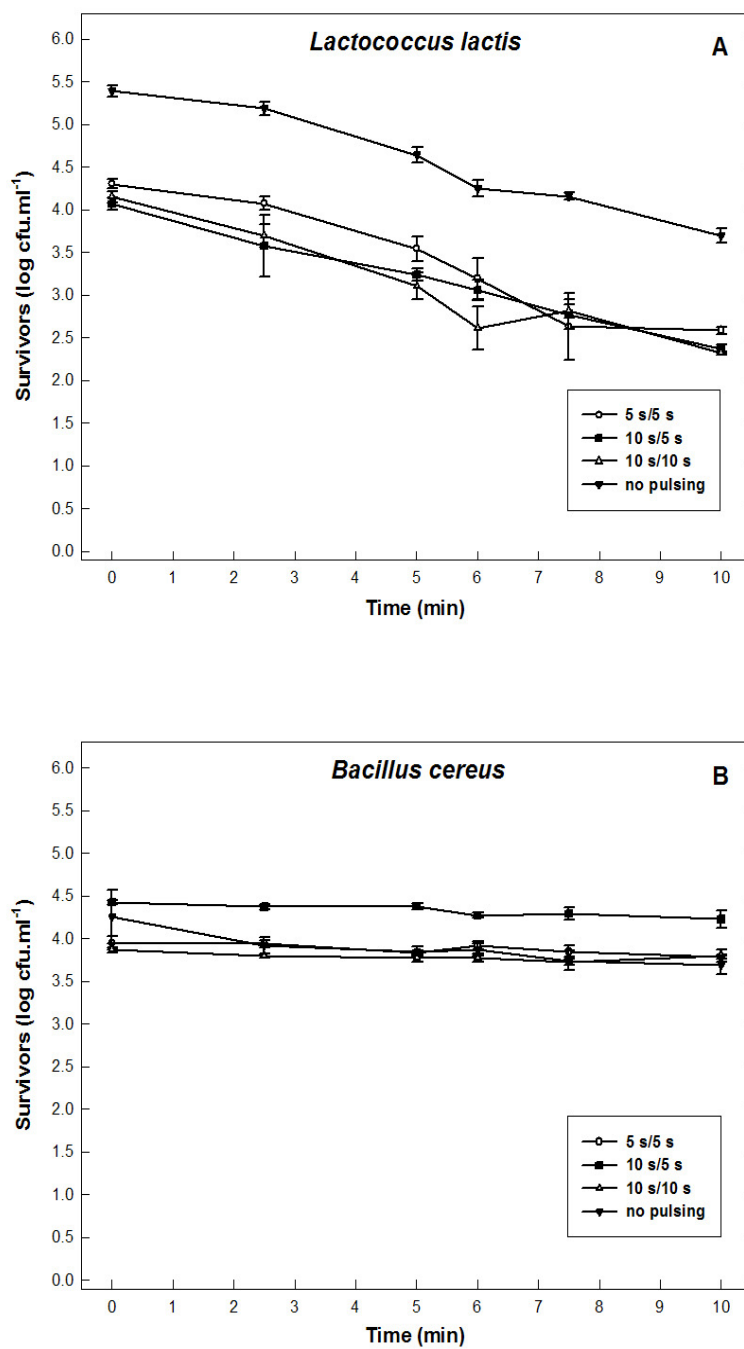 Lactococcus lactis
A
6.0
5.5
5.0
4.5
4.0
3.5
3.0
2.5
2.0
1.5
1.0
0.5
0.0
Survivors (log cfu.ml⁻¹)
5 s/5 s
10 s/5 s
10 s/10 s
no pulsing
0 1 2 3 4 5 6 7 8 9 10
Time (min)
Bacillus cereus
B
6.0
5.5
5.0
4.5
4.0
3.5
3.0
2.5
2.0
1.5
1.0
0.5
0.0
Survivors (log cfu.ml⁻¹)
5 s/5 s
10 s/5 s
10 s/10 s
no pulsing
0 1 2 3 4 5 6 7 8 9 10
Time (min)